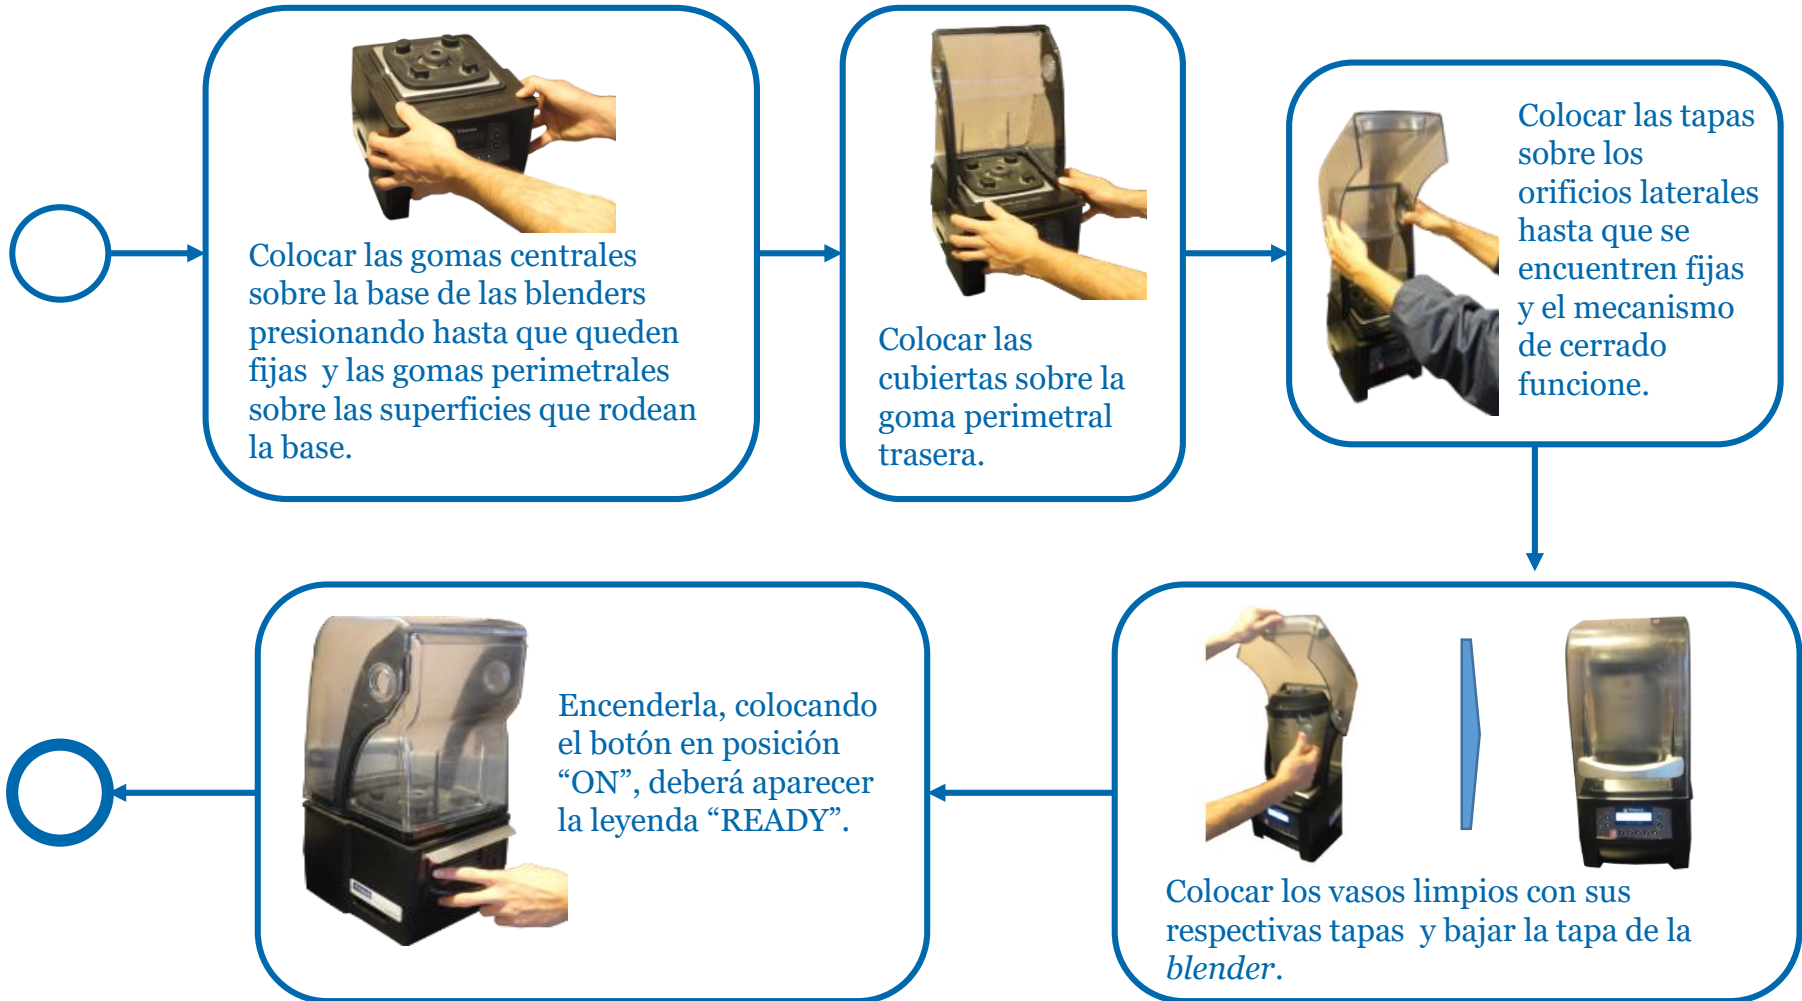 Colocar las gomas centrales
sobre la base de las blenders
presionando hasta que queden
fijas  y las gomas perimetrales
sobre las superficies que rodean
la base.
Colocar las
cubiertas sobre la
goma perimetral
trasera.
Colocar las tapas
sobre los
orificios laterales
hasta que se
encuentren fijas
y el mecanismo
de cerrado
funcione.
Colocar los vasos limpios con sus
respectivas tapas  y bajar la tapa de la
blender.
Encenderla, colocando
el botón en posición
“ON”, deberá aparecer
la leyenda “READY”.